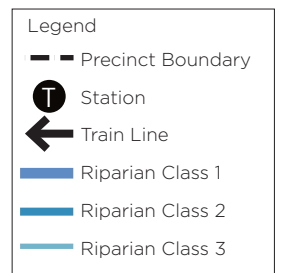 Legend
Precinct Boundary
T Station
Train Line
Riparian Class 1
Riparian Class 2
Riparian Class 3